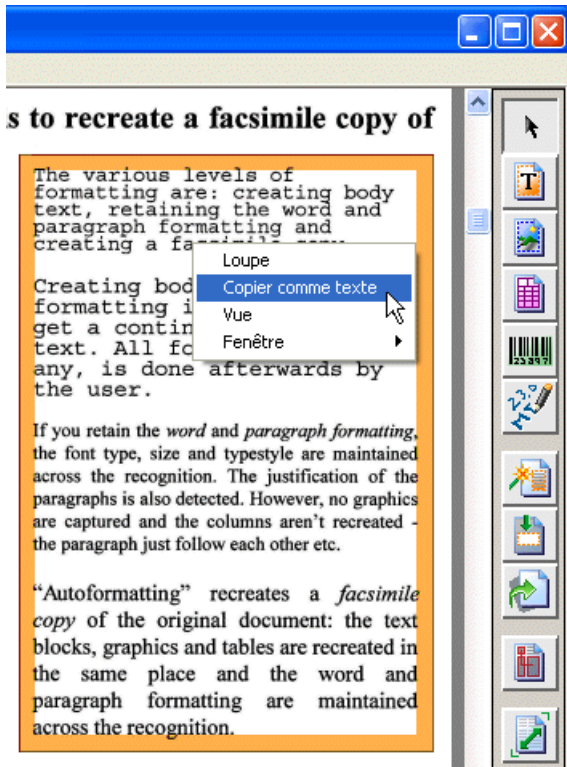 s to recreate a facsimile copy of
The various levels of
formatting are: creating body
text, retaining the word and
paragraph formatting and
creating a facsimile copy
Loupe
Copier comme texte
Vue
Fenêtre
Creating bod
formatting i
get a contin
text. All fo
any, is done afterwards by
the user.
If you retain the word and paragraph formatting,
the font type, size and typestyle are maintained
across the recognition. The justification of the
paragraphs is also detected. However, no graphics
are captured and the columns aren't recreated -
the paragraph just follow each other etc.
“Autoformatting” recreates a facsimile
copy of the original document: the text
blocks, graphics and tables are recreated in
the same place and the word and
paragraph formatting are maintained
across the recognition.
T